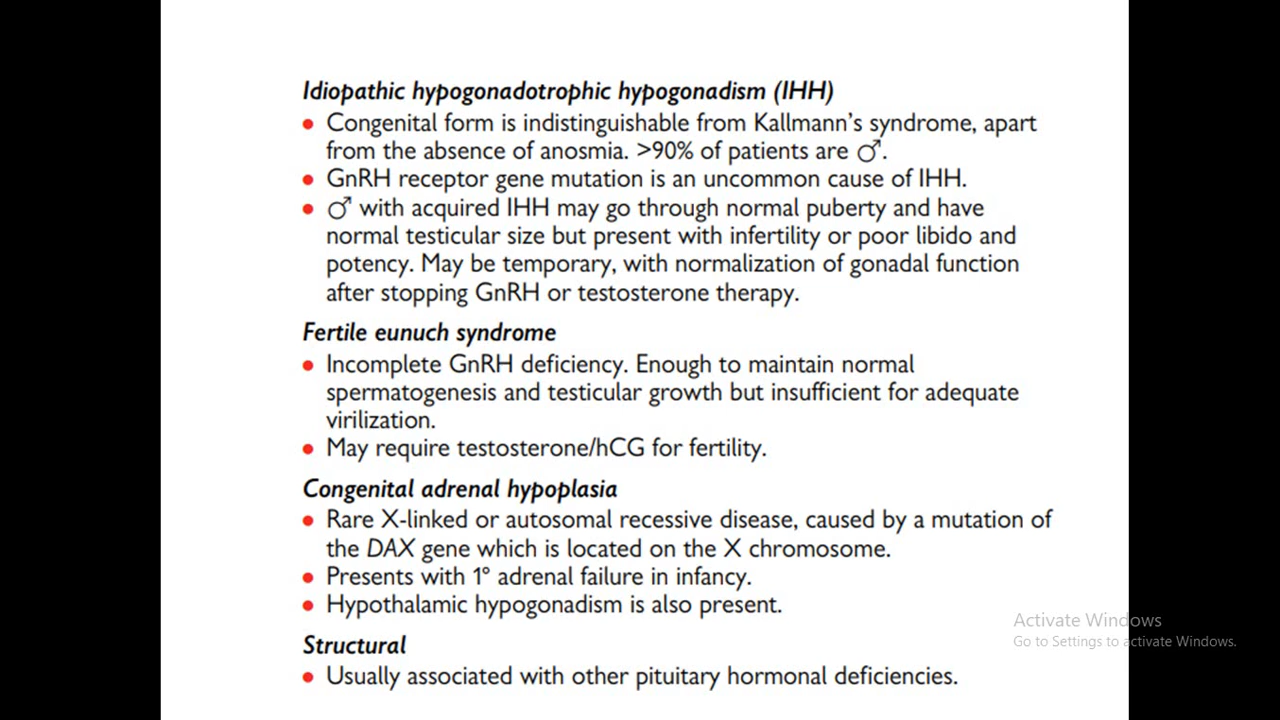 Idiopathic hypogonadotrophic hypogonadism (IHH)
• Congenital form is indistinguishable from Kallmann's syndrome, apart
from the absence of anosmia. >90% of patients are ♂.
• GnRH receptor gene mutation is an uncommon cause of IHH.
• ♂ with acquired IHH may go through normal puberty and have
normal testicular size but present with infertility or poor libido and
potency. May be temporary, with normalization of gonadal function
after stopping GnRH or testosterone therapy.
Fertile eunuch syndrome
• Incomplete GnRH deficiency. Enough to maintain normal
spermatogenesis and testicular growth but insufficient for adequate
virilization.
• May require testosterone/hCG for fertility.
Congenital adrenal hypoplasia
• Rare X-linked or autosomal recessive disease, caused by a mutation of
the DAX gene which is located on the X chromosome.
• Presents with 1° adrenal failure in infancy.
• Hypothalamic hypogonadism is also present.
Structural
• Usually associated with other pituitary hormonal deficiencies.
Activate Windows
Go to Settings to activate Windows.